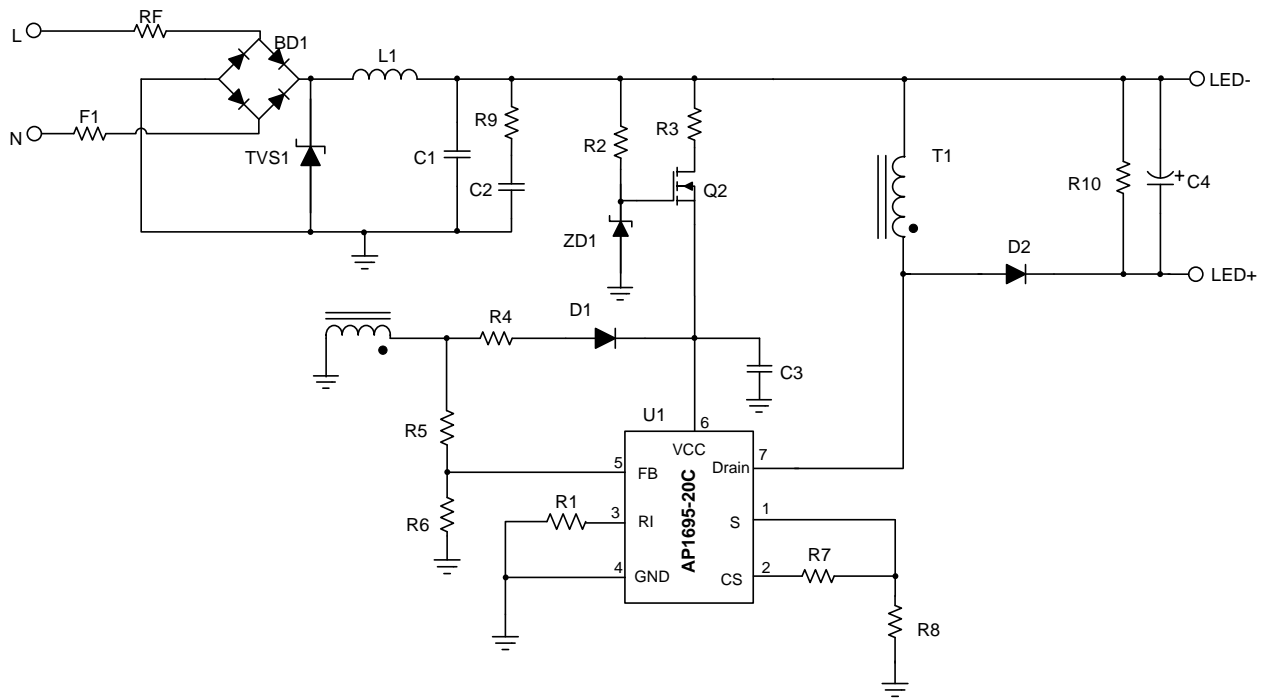 RF
L
BD1
L1
LED-
F1
N
TVS1
C1
R9
C2
R2
R3
Q2
ZD1
T1
R10
+
C4
D2
LED+
R4
D1
C3
U1
6
R5
VCC
5
FB
Drain
7
R6
R1
3
RI
AP1695-20C
S
1
4
GND
CS
2
R7
R8